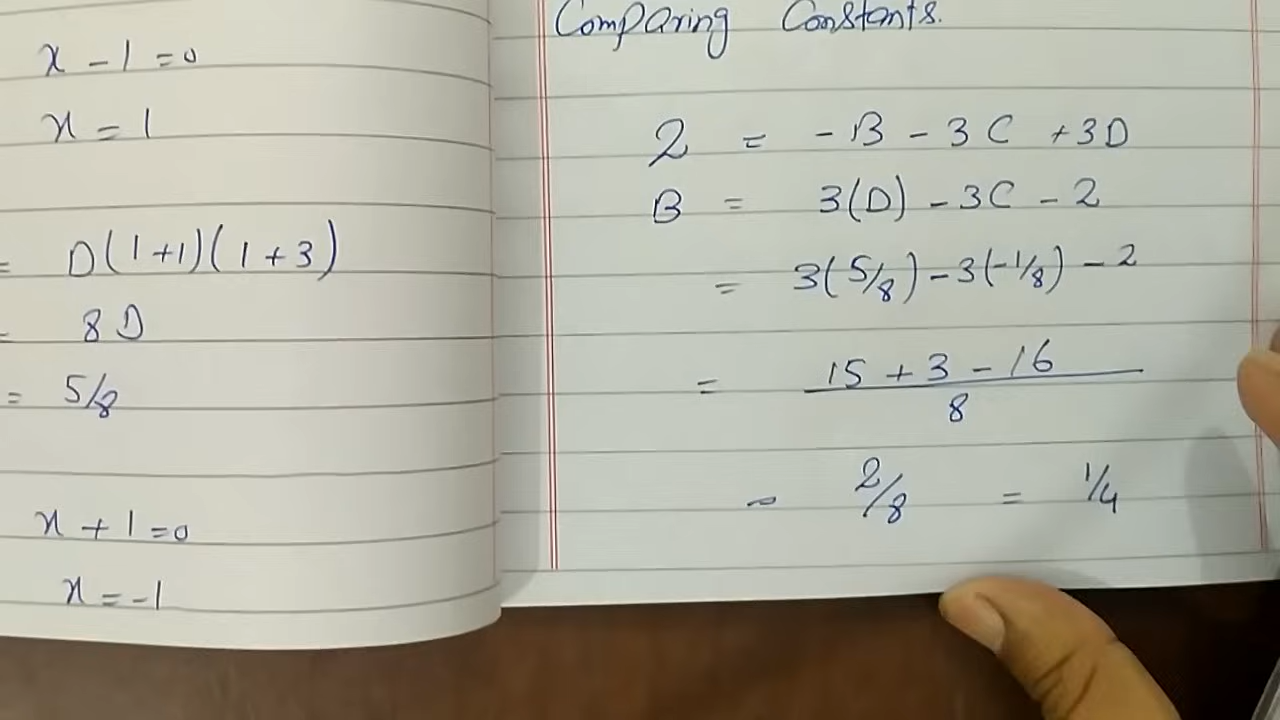 x - 1 = 0
x = 1
= D(1+1)(1+3)
= 8D
= 5/8
x + 1 = 0
x = -1
Comparing Constants.
2 = -B - 3C + 3D
B = 3(D) - 3C - 2
= 3(5/8) - 3(-1/8) - 2
= 15 + 3 - 16
8
= 2/8 = 1/4